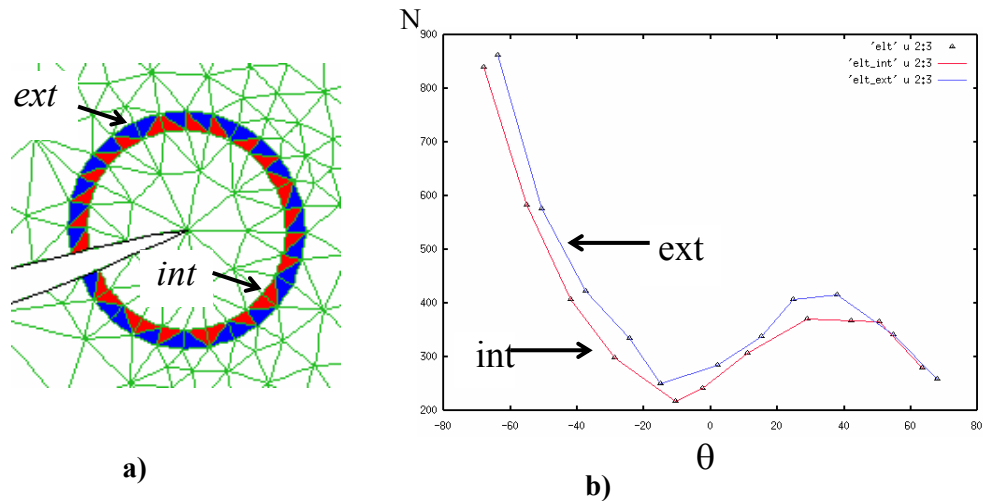 ext
int
a)
N
900
800
700
600
500
400
300
200
'elt' u 2:3
'elt_int' u 2:3
'elt_ext' u 2:3
ext
int
-80 -60 -40 -20 0 20 40 60 80
θ
b)